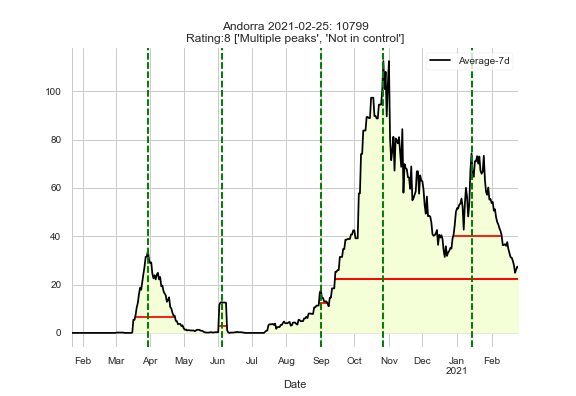 Andorra 2021-02-25: 10799
Rating:8 ['Multiple peaks', 'Not in control']
Average-7d
100
80
60
40
20
0
Feb Mar Apr May Jun Jul Aug Sep Oct Nov Dec Jan Feb
2021
Date